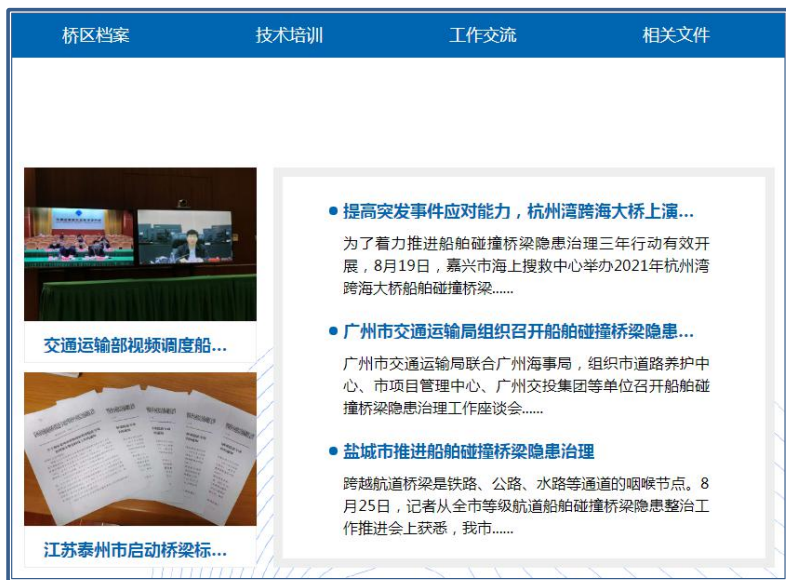 桥区档案
技术培训
工作交流
相关文件
交通运输部视频调度船...
江苏泰州市启动桥梁标...
提高突发事件应对能力，杭州湾跨海大桥上演...
为了着力推进船舶碰撞桥梁隐患治理三年行动有效开
展，8月19日，嘉兴市海上搜救中心举办2021年杭州湾
跨海大桥船舶碰撞桥梁......
广州市交通运输局组织召开船舶碰撞桥梁隐患...
广州市交通运输局联合广州海事局，组织市道路养护中
心、市项目管理中心、广州交投集团等单位召开船舶碰
撞桥梁隐患治理工作座谈会......
盐城市推进船舶碰撞桥梁隐患治理
跨越航道桥梁是铁路、公路、水路等通道的咽喉节点。8
月25日，记者从全市等级航道船舶碰撞桥梁隐患整治工
作推进会上获悉，我市......